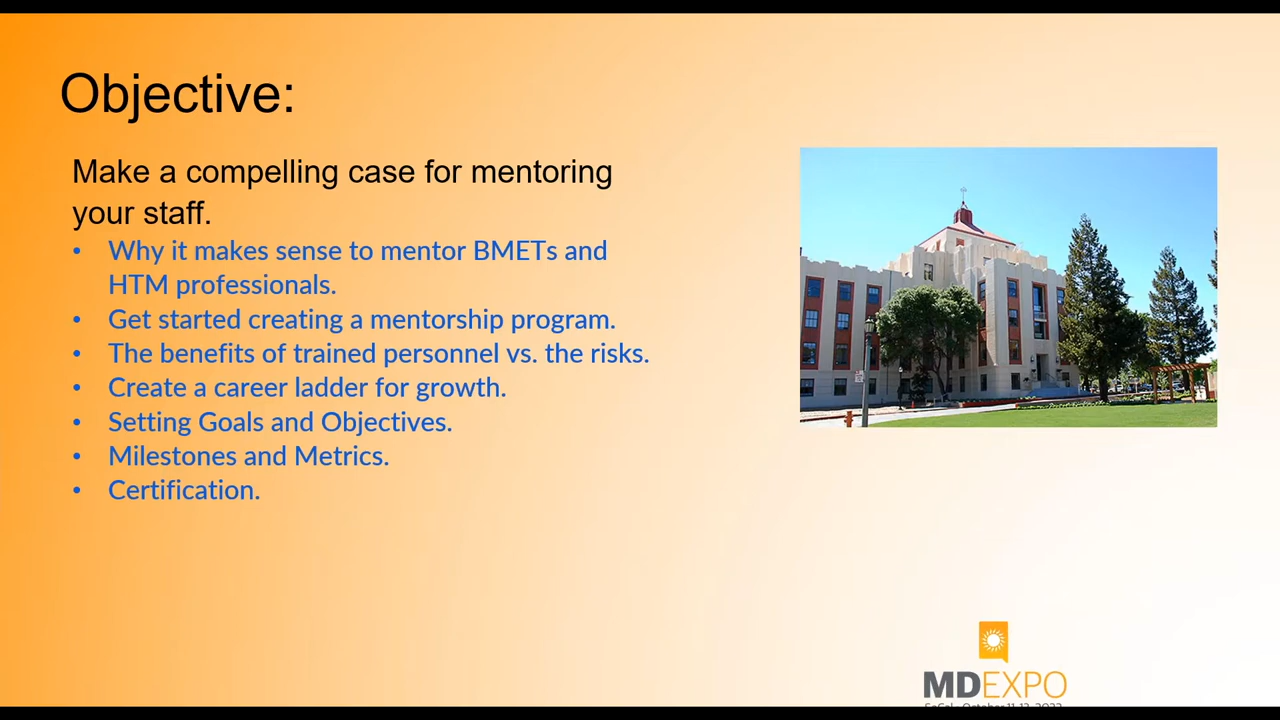 Objective:
Make a compelling case for mentoring
your staff.
• Why it makes sense to mentor BMETs and
HTM professionals.
• Get started creating a mentorship program.
• The benefits of trained personnel vs. the risks.
• Create a career ladder for growth.
• Setting Goals and Objectives.
• Milestones and Metrics.
• Certification.
MDEXPO